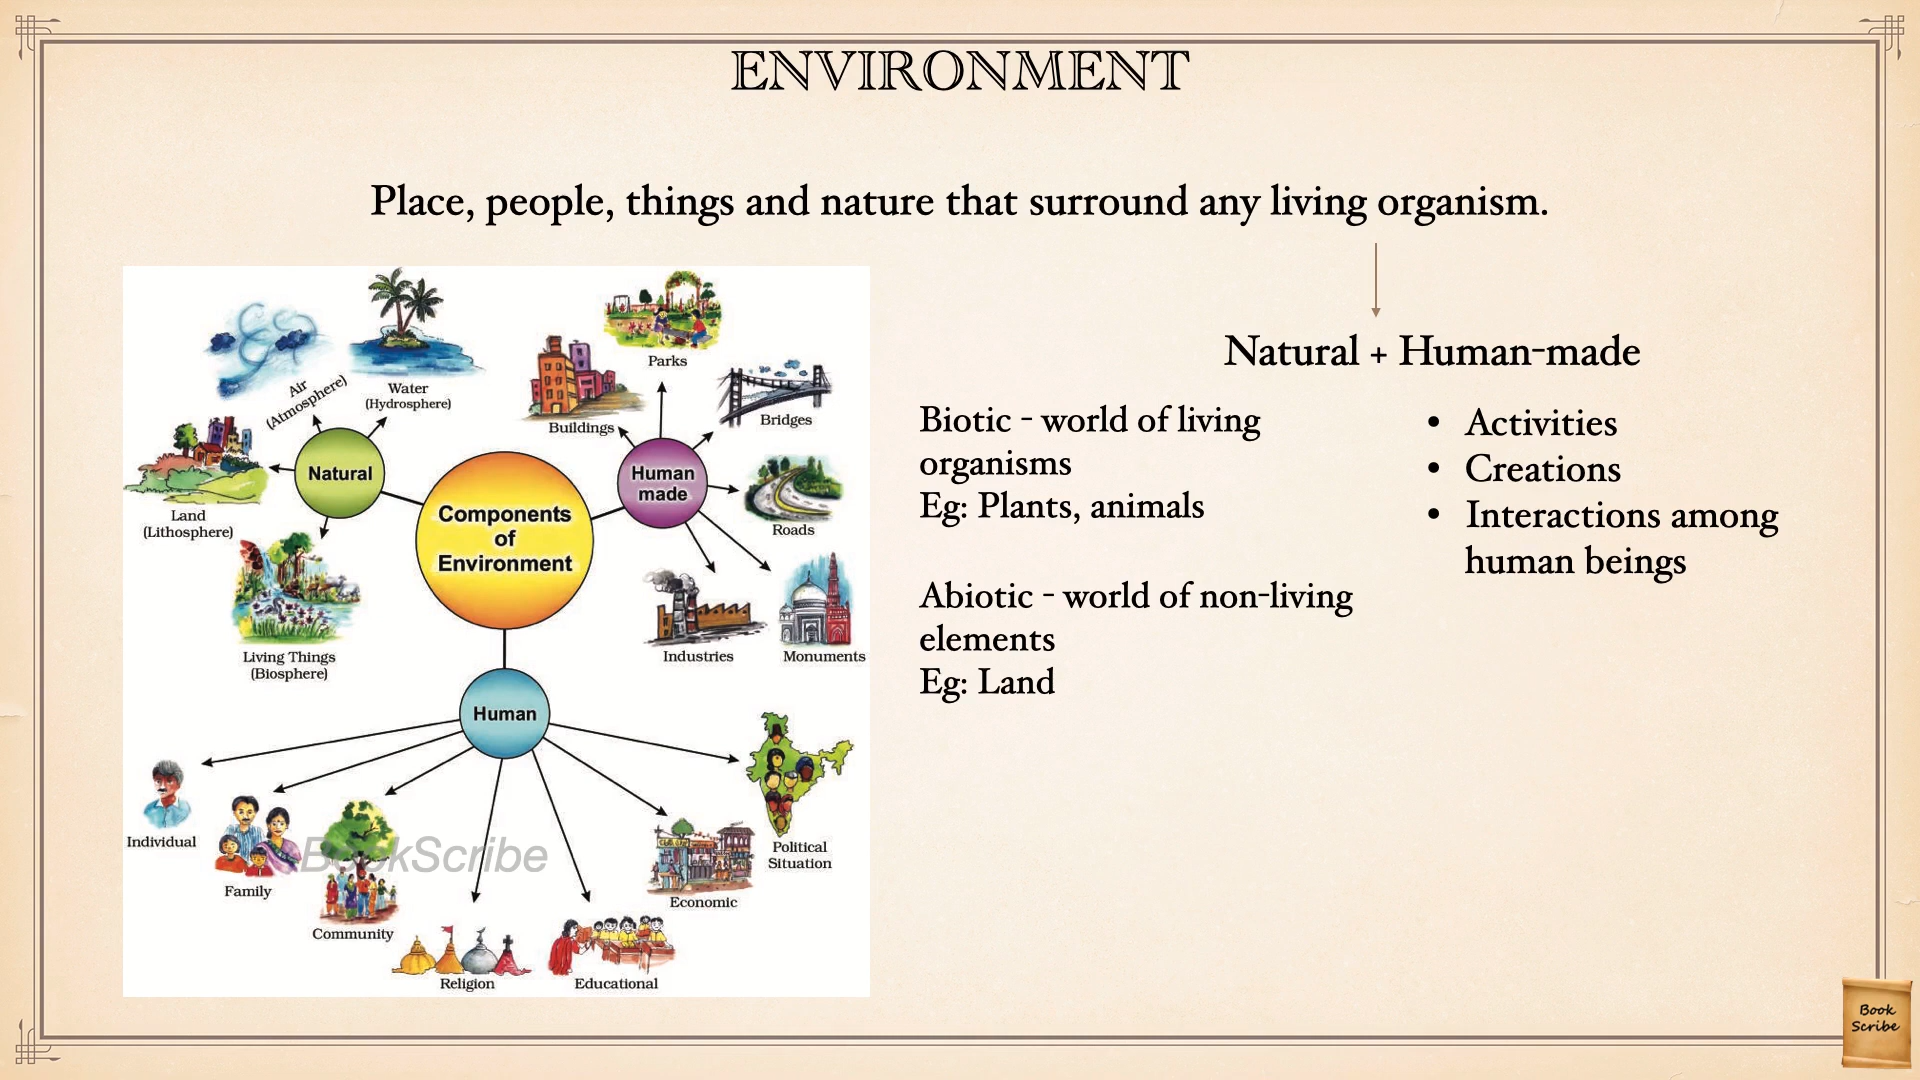 ENVIRONMENT
Place, people, things and nature that surround any living organism.
Natural + Human-made
Biotic - world of living
organisms
Eg: Plants, animals
Abiotic - world of non-living
elements
Eg: Land
• Activities
• Creations
• Interactions among
human beings
Components
of
Environment
Natural
Air
(Atmosphere)
Water
(Hydrosphere)
Land
(Lithosphere)
Living Things
(Biosphere)
Human
made
Buildings
Parks
Bridges
Roads
Industries
Monuments
Human
Individual
Family
Community
Religion
Educational
Economic
Political
Situation
BookScribe
Book
Scribe